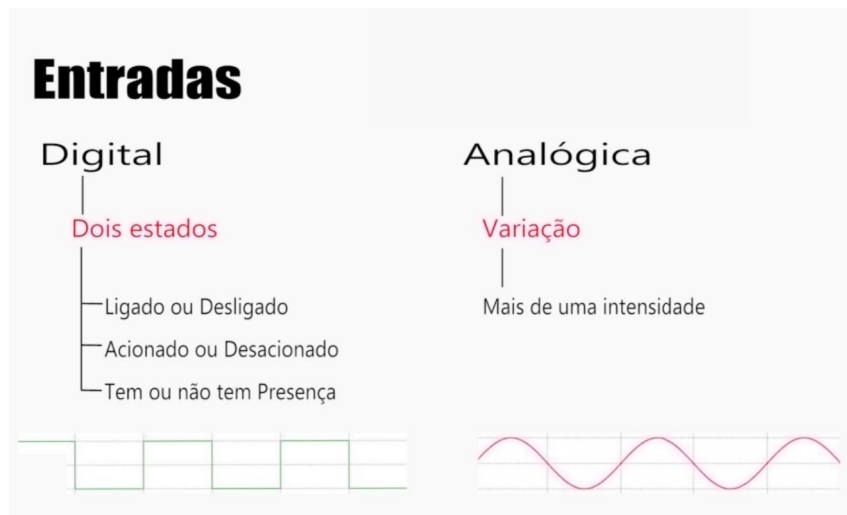 Entradas
Digital
Dois estados
Ligado ou Desligado
Acionado ou Desacionado
Tem ou não tem Presença
Analógica
Variação
Mais de uma intensidade